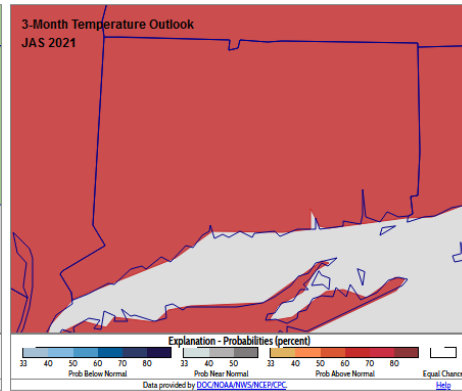 3-Month Temperature Outlook
JAS 2021
Explanation - Probabilities (percent)
33 40 50 60 70 80 33 40 50 33 40 50 60 70 80
Prob Below Normal Prob Near Normal Prob Above Normal Equal Chance
Data provided by DOC/NOAA/NWS/NCEP/CPC. Help